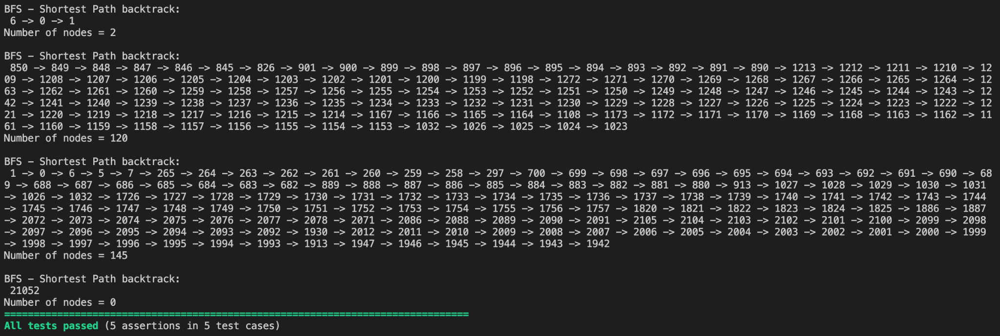 BFS - Shortest Path backtrack:
 6 -> 0 -> 1
Number of nodes = 2

BFS - Shortest Path backtrack:
 850 -> 849 -> 848 -> 847 -> 846 -> 845 -> 826 -> 901 -> 900 -> 899 -> 898 -> 897 -> 896 -> 895 -> 894 -> 893 -> 892 -> 891 -> 890 -> 1213 -> 1212 -> 1211 -> 1210 -> 12
09 -> 1208 -> 1207 -> 1206 -> 1205 -> 1204 -> 1203 -> 1202 -> 1201 -> 1200 -> 1199 -> 1198 -> 1272 -> 1271 -> 1270 -> 1269 -> 1268 -> 1267 -> 1266 -> 1265 -> 1264 -> 12
63 -> 1262 -> 1261 -> 1260 -> 1259 -> 1258 -> 1257 -> 1256 -> 1255 -> 1254 -> 1253 -> 1252 -> 1251 -> 1250 -> 1249 -> 1248 -> 1247 -> 1246 -> 1245 -> 1244 -> 1243 -> 12
42 -> 1241 -> 1240 -> 1239 -> 1238 -> 1237 -> 1236 -> 1235 -> 1234 -> 1233 -> 1232 -> 1231 -> 1230 -> 1229 -> 1228 -> 1227 -> 1226 -> 1225 -> 1224 -> 1223 -> 1222 -> 12
21 -> 1220 -> 1219 -> 1218 -> 1217 -> 1216 -> 1215 -> 1214 -> 1167 -> 1166 -> 1165 -> 1164 -> 1108 -> 1173 -> 1172 -> 1171 -> 1170 -> 1169 -> 1168 -> 1163 -> 1162 -> 11
61 -> 1160 -> 1159 -> 1158 -> 1157 -> 1156 -> 1155 -> 1154 -> 1153 -> 1032 -> 1026 -> 1025 -> 1024 -> 1023
Number of nodes = 120

BFS - Shortest Path backtrack:
 1 -> 0 -> 6 -> 5 -> 7 -> 265 -> 264 -> 263 -> 262 -> 261 -> 260 -> 259 -> 258 -> 297 -> 700 -> 699 -> 698 -> 697 -> 696 -> 695 -> 694 -> 693 -> 692 -> 691 -> 690 -> 68
9 -> 688 -> 687 -> 686 -> 685 -> 684 -> 683 -> 682 -> 889 -> 888 -> 887 -> 886 -> 885 -> 884 -> 883 -> 882 -> 881 -> 880 -> 913 -> 1027 -> 1028 -> 1029 -> 1030 -> 1031
-> 1026 -> 1032 -> 1726 -> 1727 -> 1728 -> 1729 -> 1730 -> 1731 -> 1732 -> 1733 -> 1734 -> 1735 -> 1736 -> 1737 -> 1738 -> 1739 -> 1740 -> 1741 -> 1742 -> 1743 -> 1744
-> 1745 -> 1746 -> 1747 -> 1748 -> 1749 -> 1750 -> 1751 -> 1752 -> 1753 -> 1754 -> 1755 -> 1756 -> 1757 -> 1820 -> 1821 -> 1822 -> 1823 -> 1824 -> 1825 -> 1886 -> 1887
-> 2072 -> 2073 -> 2074 -> 2075 -> 2076 -> 2077 -> 2078 -> 2071 -> 2086 -> 2088 -> 2089 -> 2090 -> 2091 -> 2105 -> 2104 -> 2103 -> 2102 -> 2101 -> 2100 -> 2099 -> 2098
-> 2097 -> 2096 -> 2095 -> 2094 -> 2093 -> 2092 -> 1930 -> 2012 -> 2011 -> 2010 -> 2009 -> 2008 -> 2007 -> 2006 -> 2005 -> 2004 -> 2003 -> 2002 -> 2001 -> 2000 -> 1999
-> 1998 -> 1997 -> 1996 -> 1995 -> 1994 -> 1993 -> 1913 -> 1947 -> 1946 -> 1945 -> 1944 -> 1943 -> 1942
Number of nodes = 145

BFS - Shortest Path backtrack:
 21052
Number of nodes = 0
===============================================================================
All tests passed (5 assertions in 5 test cases)